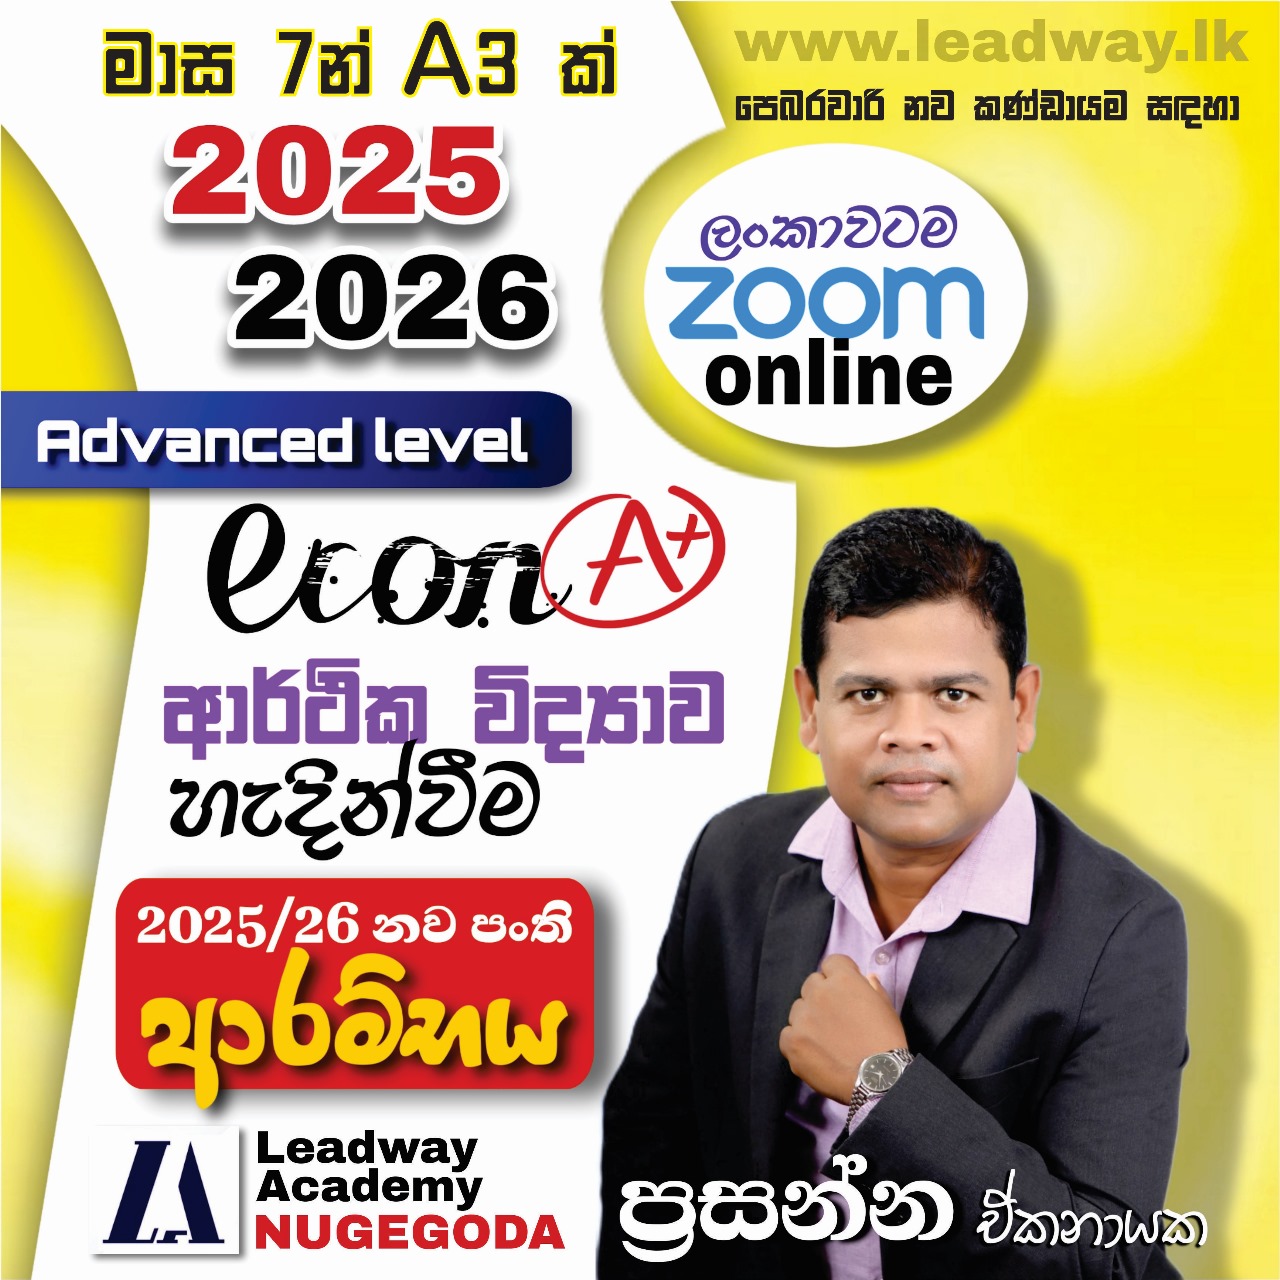 මාස 7න් A3 ක්
2025
2026
Advanced level
econ A+
ආර්ථික විද්‍යාව
හැදින්වීම
2025/26 නව පංති
ආරම්භය
LA
Leadway
Academy
NUGEGODA
www.leadway.lk
පෙබරවාරි නව කණ්ඩායම සඳහා
ලංකාවටම
zoom
online
ප්‍රසන්න ඒකනායක